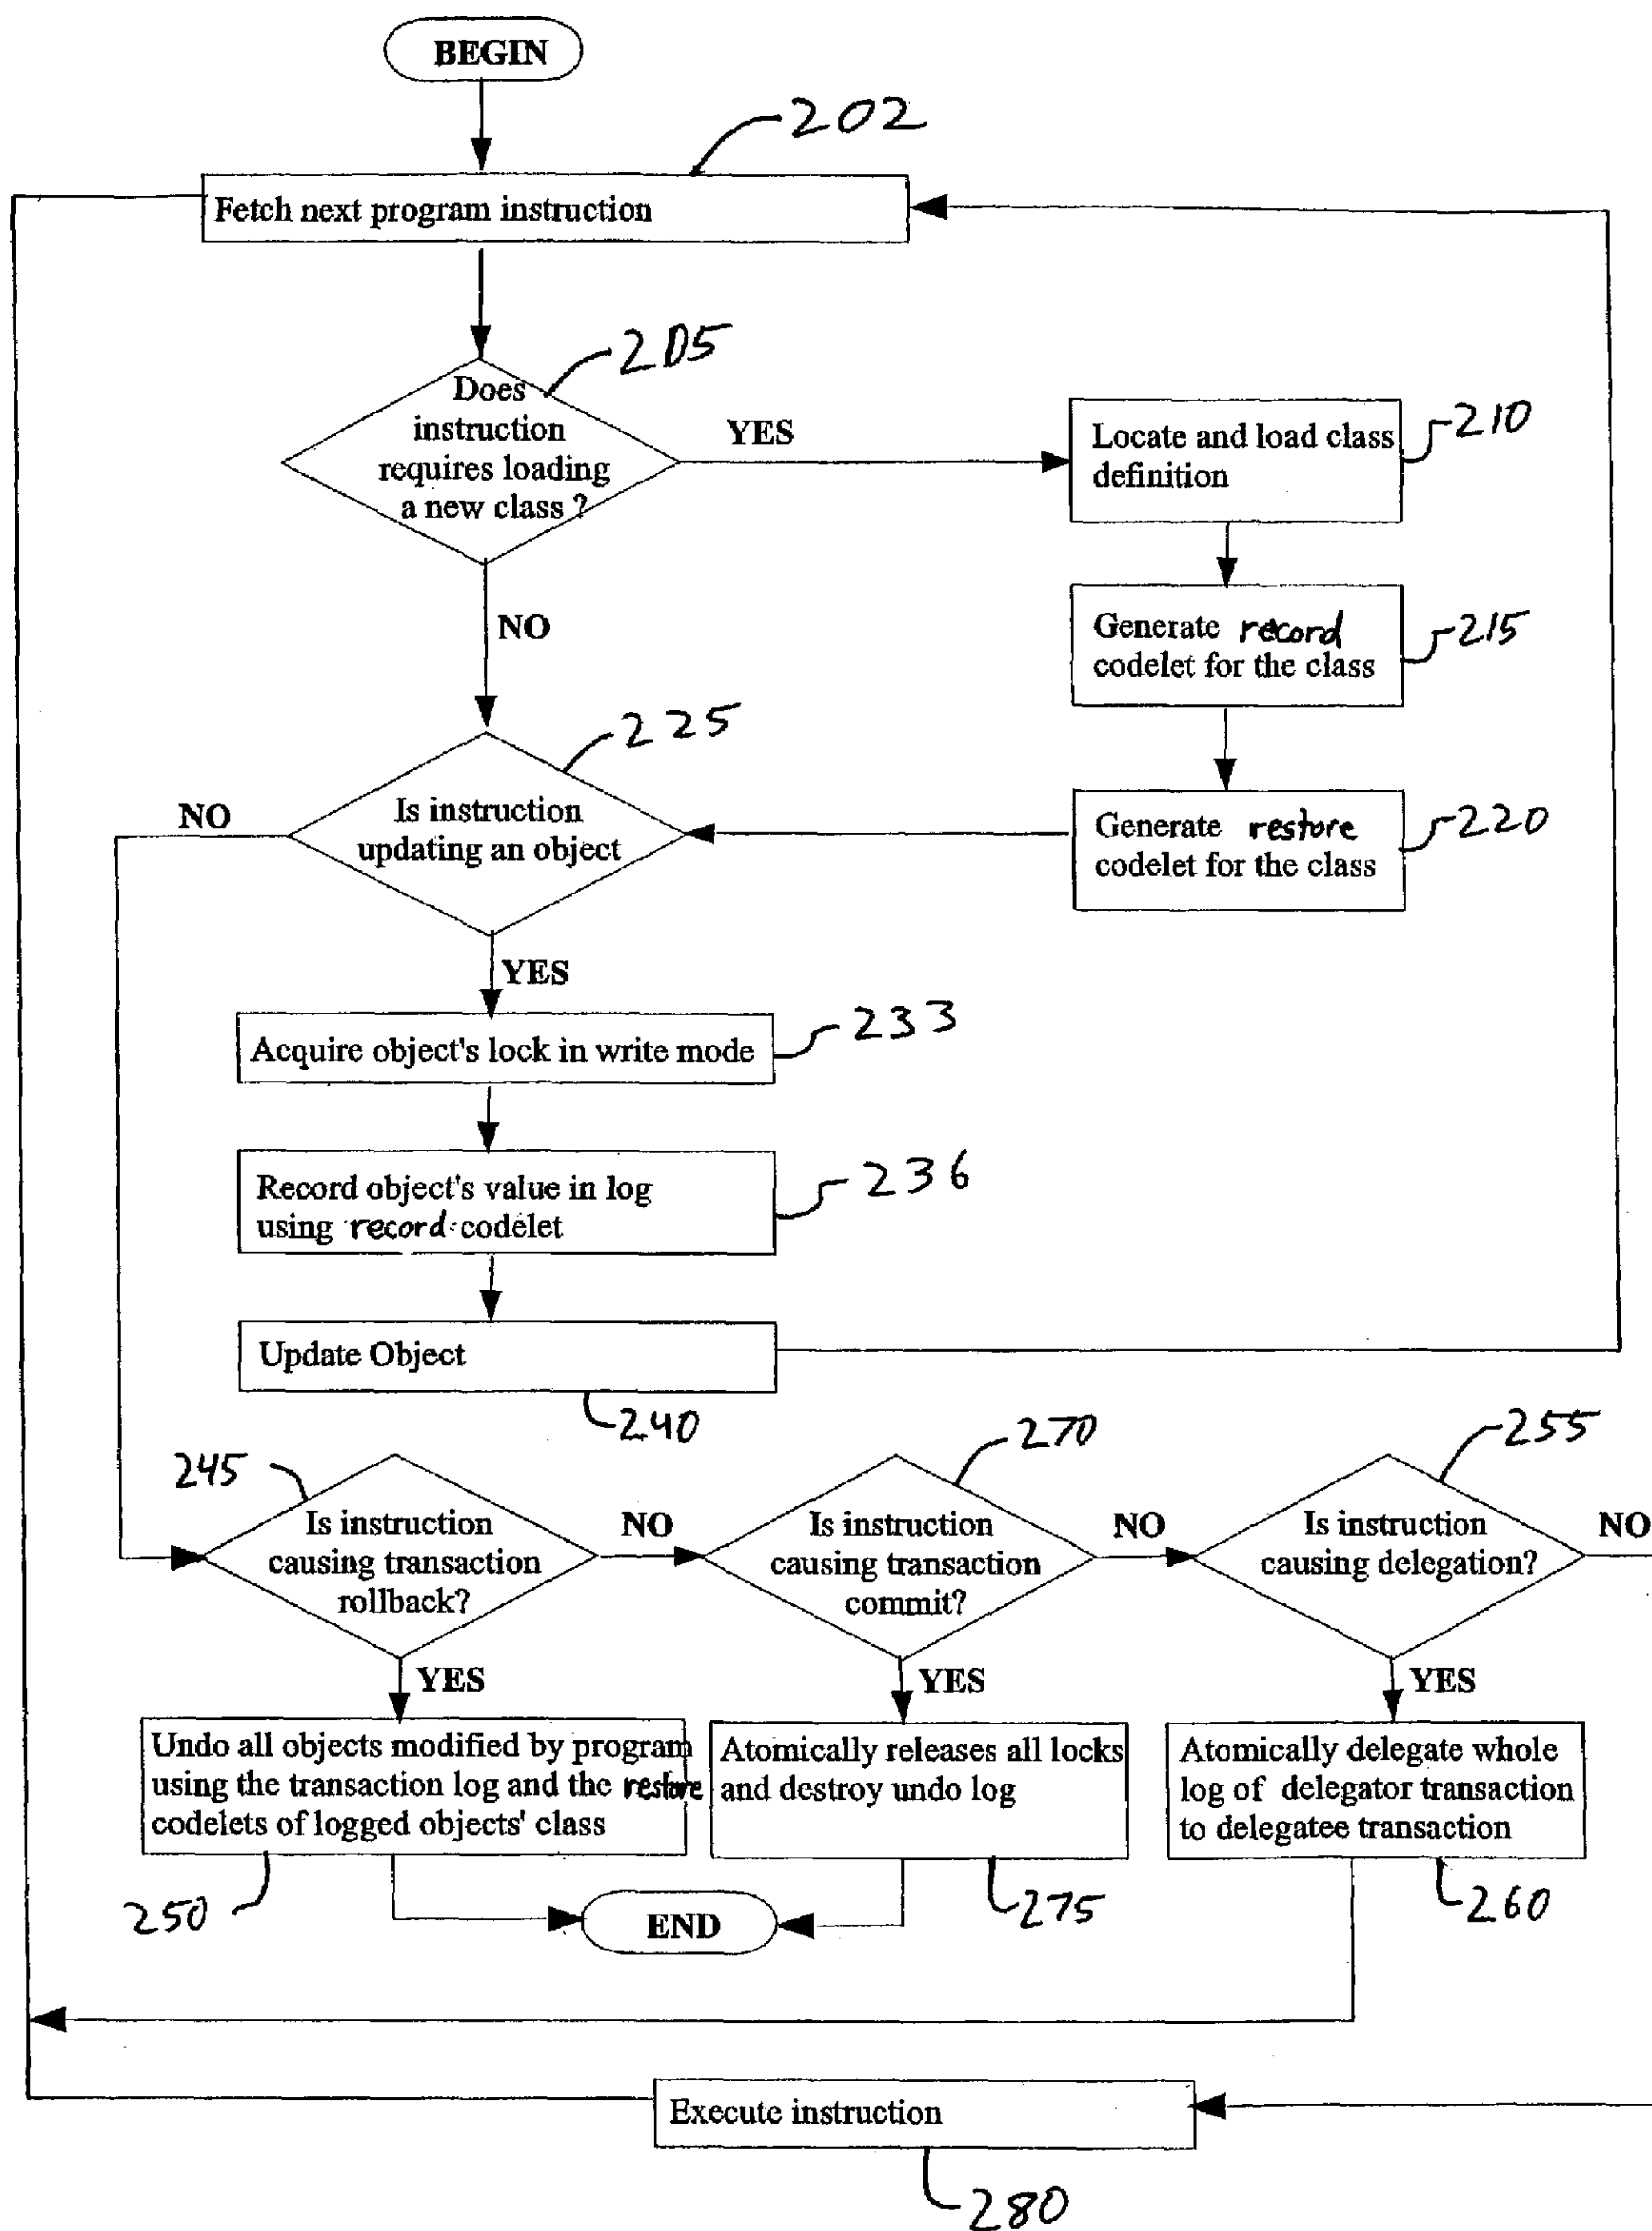 BEGIN
202
Fetch next program instruction
205
Does
instruction
requires loading
a new class ?
YES
Locate and load class
definition
210
NO
Generate record
codelet for the class
215
225
Is instruction
updating an object
NO
Generate restore
codelet for the class
220
YES
Acquire object's lock in write mode
233
Record object's value in log
using record codelet
236
Update Object
240
245
Is instruction
causing transaction
rollback?
NO
270
Is instruction
causing transaction
commit?
NO
255
Is instruction
causing delegation?
NO
YES
YES
YES
Undo all objects modified by program
using the transaction log and the restore
codelets of logged objects' class
250
Atomically releases all locks
and destroy undo log
275
Atomically delegate whole
log of delegator transaction
to delegatee transaction
260
END
Execute instruction
280